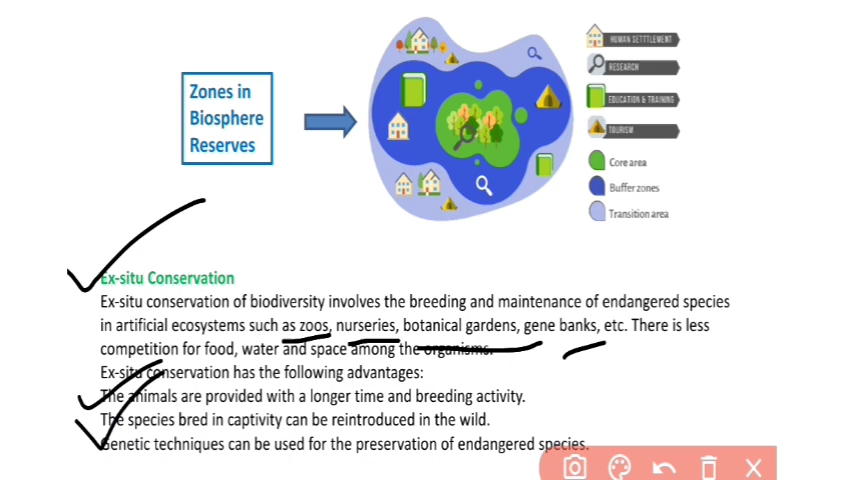 Zones in
Biosphere
Reserves
HUMAN SETTTLEMENT
RESEARCH
EDUCATION & TRAINING
TOURISM
Core area
Buffer zones
Transition area
Ex-situ Conservation
Ex-situ conservation of biodiversity involves the breeding and maintenance of endangered species
in artificial ecosystems such as zoos, nurseries, botanical gardens, gene banks, etc. There is less
competition for food, water and space among the organisms.
Ex-situ conservation has the following advantages:
The animals are provided with a longer time and breeding activity.
The species bred in captivity can be reintroduced in the wild.
Genetic techniques can be used for the preservation of endangered species.